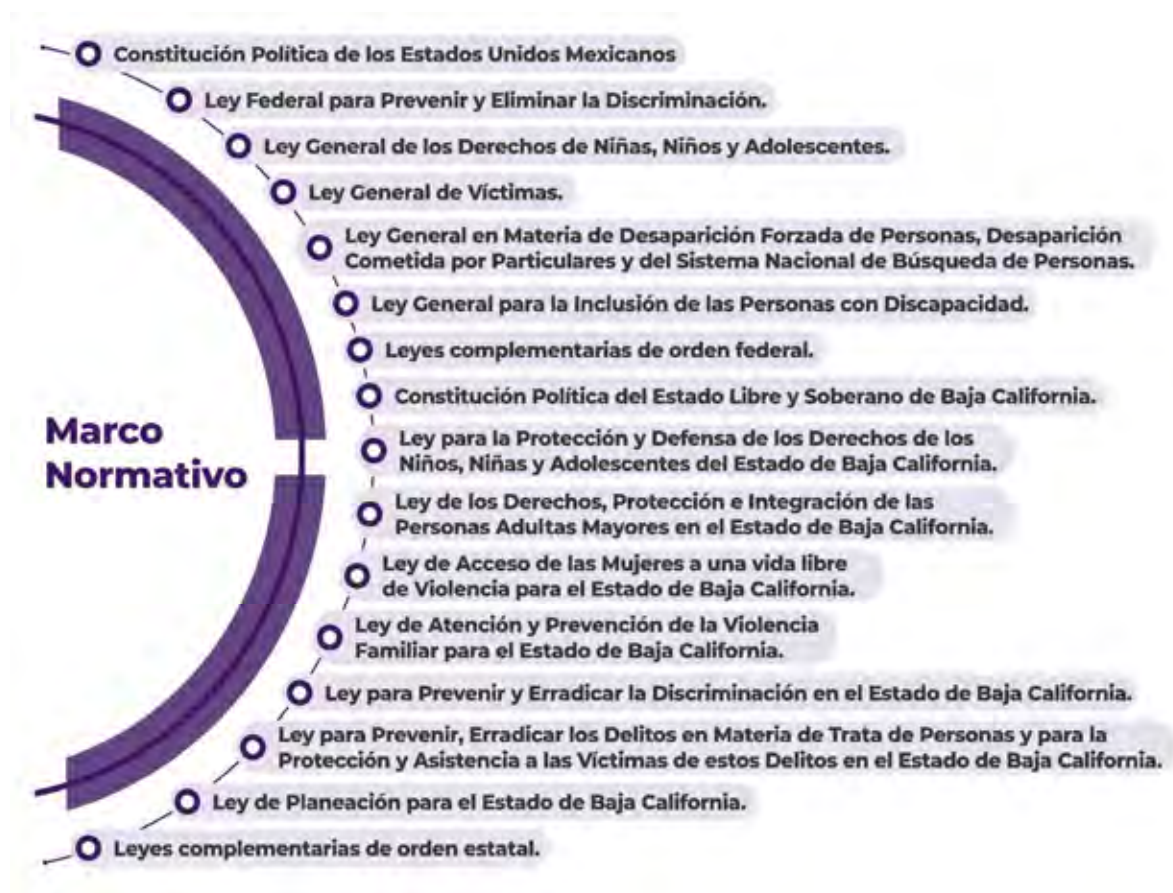 Constitución Política de los Estados Unidos Mexicanos
Ley Federal para Prevenir y Eliminar la Discriminación.
Ley General de los Derechos de Niñas, Niños y Adolescentes.
Ley General de Víctimas.
Ley General en Materia de Desaparición Forzada de Personas, Desaparición
Cometida por Particulares y del Sistema Nacional de Búsqueda de Personas.
Ley General para la Inclusión de las Personas con Discapacidad.
Leyes complementarias de orden federal.
Constitución Política del Estado Libre y Soberano de Baja California.
Marco
Normativo
Ley para la Protección y Defensa de los Derechos de los
Niños, Niñas y Adolescentes del Estado de Baja California.
Ley de los Derechos, Protección e Integración de las
Personas Adultas Mayores en el Estado de Baja California.
Ley de Acceso de las Mujeres a una vida libre
de Violencia para el Estado de Baja California.
Ley de Atención y Prevención de la Violencia
Familiar para el Estado de Baja California.
Ley para Prevenir y Erradicar la Discriminación en el Estado de Baja California.
Ley para Prevenir, Erradicar los Delitos en Materia de Trata de Personas y para la
Protección y Asistencia a las Víctimas de estos Delitos en el Estado de Baja California.
Ley de Planeación para el Estado de Baja California.
Leyes complementarias de orden estatal.